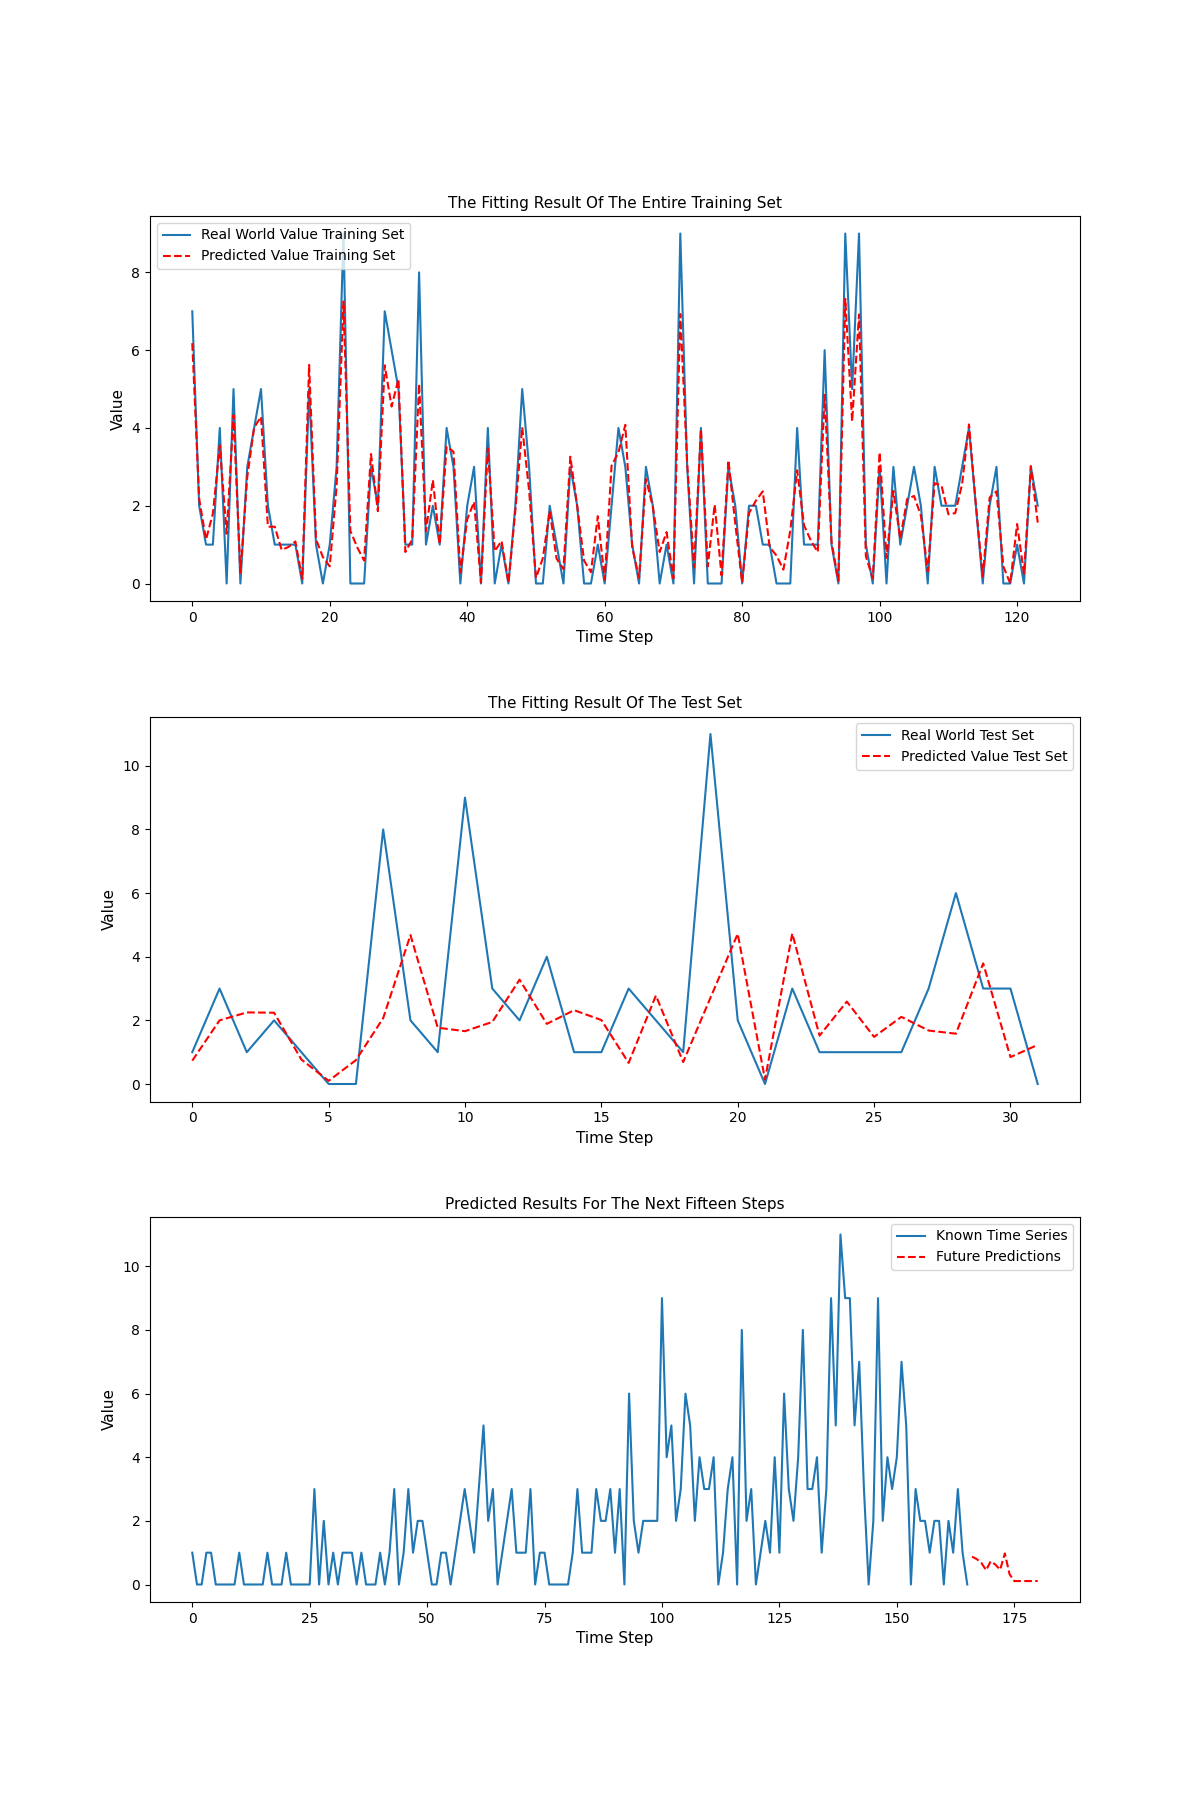 The Fitting Result Of The Entire Training Set
Real World Value Training Set
Predicted Value Training Set
Value
8
6
4
2
0
0 20 40 60 80 100 120
Time Step
The Fitting Result Of The Test Set
Real World Test Set
Predicted Value Test Set
Value
10
8
6
4
2
0
0 5 10 15 20 25 30
Time Step
Predicted Results For The Next Fifteen Steps
Known Time Series
Future Predictions
Value
10
8
6
4
2
0
0 25 50 75 100 125 150 175
Time Step